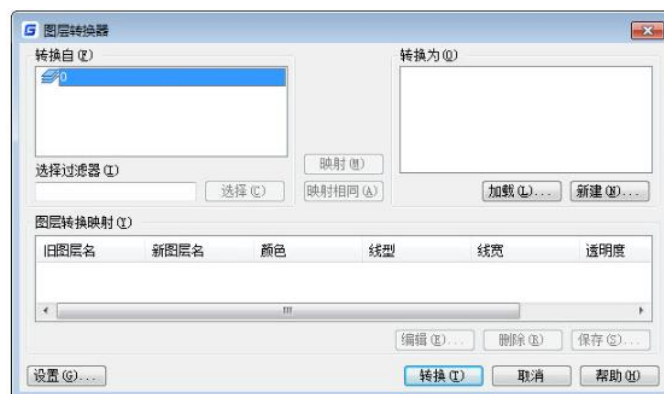 G 图层转换器
转换自(F)
转换为(O)
0
选择过滤器(I)
选择(C)
映射(M)
映射相同(A)
加载(L)...
新建(N)...
图层转换映射(Y)
旧图层名 新图层名 颜色 线型 线宽 透明度
编辑(E)... 删除(R) 保存(S)...
设置(G)... 转换(T) 取消 帮助(H)